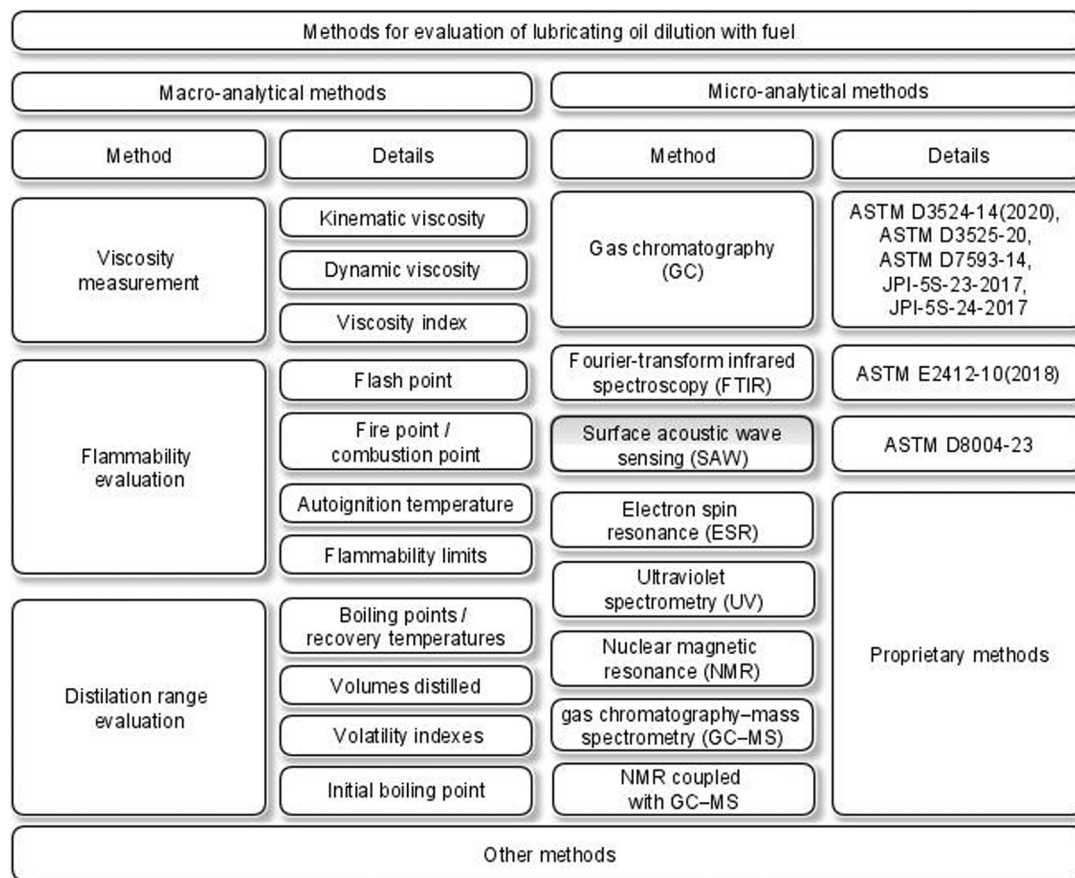 Methods for evaluation of lubricating oil dilution with fuel
Macro-analytical methods
Micro-analytical methods
Method
Details
Method
Details
Viscosity
measurement
Kinematic viscosity
Dynamic viscosity
Viscosity index
Flammability
evaluation
Flash point
Fire point /
combustion point
Autoignition temperature
Flammability limits
Distilation range
evaluation
Boiling points /
recovery temperatures
Volumes distilled
Volatility indexes
Initial boiling point
Gas chromatography
(GC)
ASTM D3524-14(2020),
ASTM D3525-20,
ASTM D7593-14,
JPI-5S-23-2017,
JPI-5S-24-2017
Fourier-transform infrared
spectroscopy (FTIR)
ASTM E2412-10(2018)
Surface acoustic wave
sensing (SAW)
ASTM D8004-23
Electron spin
resonance (ESR)
Ultraviolet
spectrometry (UV)
Nuclear magnetic
resonance (NMR)
gas chromatography–mass
spectrometry (GC–MS)
NMR coupled
with GC–MS
Proprietary methods
Other methods